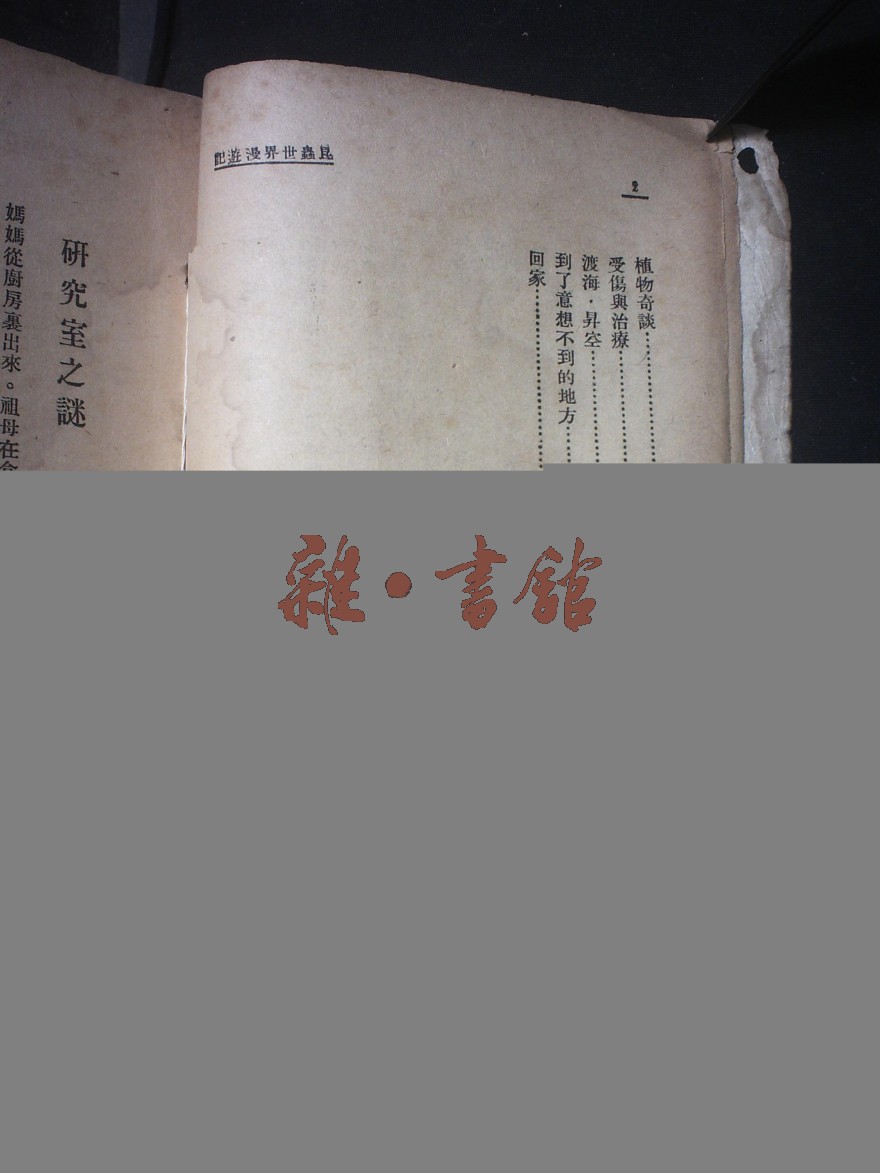 昆蟲世界漫遊記
2
植物奇談
受傷與治療
渡海·昇空
到了意想不到的地方
回家
研究室之謎
媽媽從廚房裏出來。祖母在
雜·書館